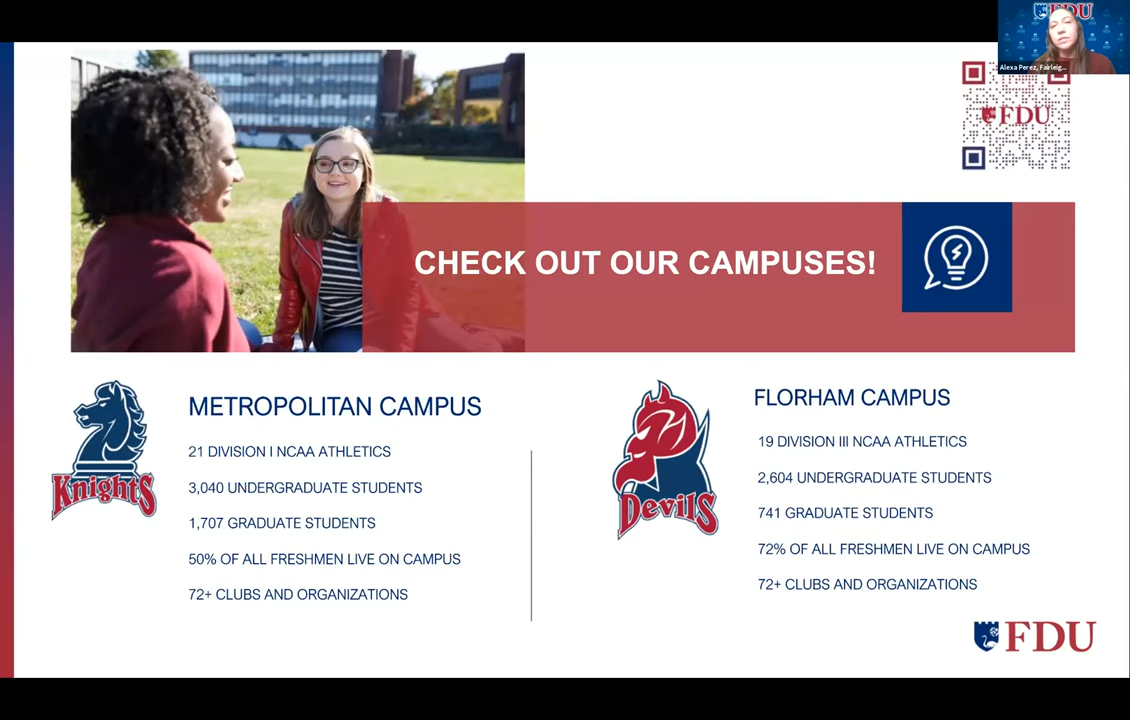 FDU
Alexa Perez, Fairleig...
FDU
CHECK OUT OUR CAMPUSES!
Knights
METROPOLITAN CAMPUS
21 DIVISION I NCAA ATHLETICS
3,040 UNDERGRADUATE STUDENTS
1,707 GRADUATE STUDENTS
50% OF ALL FRESHMEN LIVE ON CAMPUS
72+ CLUBS AND ORGANIZATIONS
Devils
FLORHAM CAMPUS
19 DIVISION III NCAA ATHLETICS
2,604 UNDERGRADUATE STUDENTS
741 GRADUATE STUDENTS
72% OF ALL FRESHMEN LIVE ON CAMPUS
72+ CLUBS AND ORGANIZATIONS
FDU